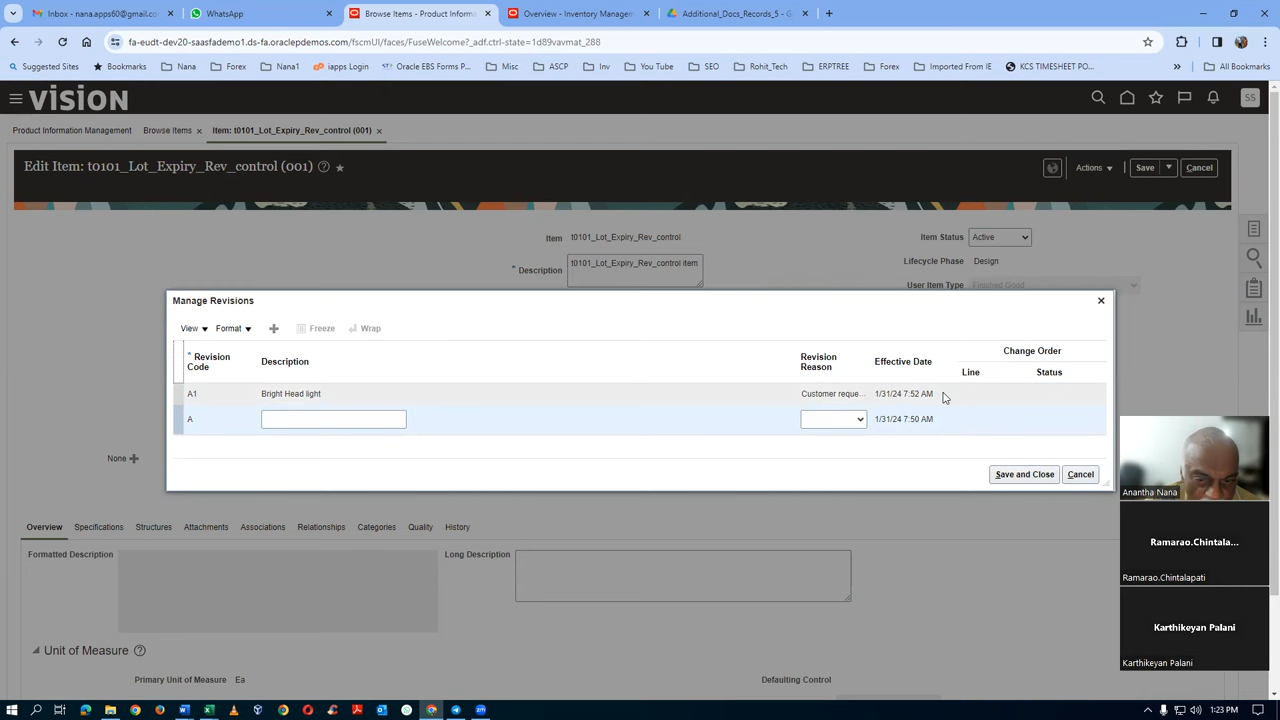 Inbox - nana.apps60@gmail.co
WhatsApp
Browse Items - Product Informa
Overview - Inventory Managem
Additional_Docs_Records_5 - G
fa-eudt-dev20-saasfademo1.ds-fa.oraclepdemos.com/fscmUI/faces/FuseWelcome?_adf.ctrl-state=1d89vavmat_288
Suggested Sites
Bookmarks
Nana
Forex
Nana1
iapps Login
Oracle EBS Forms P...
Misc
ASCP
Inv
You Tube
SEO
Rohit_Tech
ERPTREE
Forex
Imported From IE
KCS TIMESHEET PO...
All Bookmarks
VISION
SS
Product Information Management
Browse Items
Item: t0101_Lot_Expiry_Rev_control (001)
Edit Item: t0101_Lot_Expiry_Rev_control (001)
Actions
Save
Cancel
Item t0101_Lot_Expiry_Rev_control
Item Status Active
* Description t0101_Lot_Expiry_Rev_control item
Lifecycle Phase Design
User Item Type Finished Good
Manage Revisions
View
Format
Freeze
Wrap
* Revision Code
Description
Revision Reason
Effective Date
Change Order
Line
Status
A1 Bright Head light Customer reque... 1/31/24 7:52 AM
A 1/31/24 7:50 AM
None
Save and Close
Cancel
Anantha Nana
Ramarao.Chintala...
Ramarao.Chintalapati
Karthikeyan Palani
Karthikeyan Palani
Overview
Specifications
Structures
Attachments
Associations
Relationships
Categories
Quality
History
Formatted Description
Long Description
Unit of Measure
Primary Unit of Measure Ea
Defaulting Control
1:23 PM